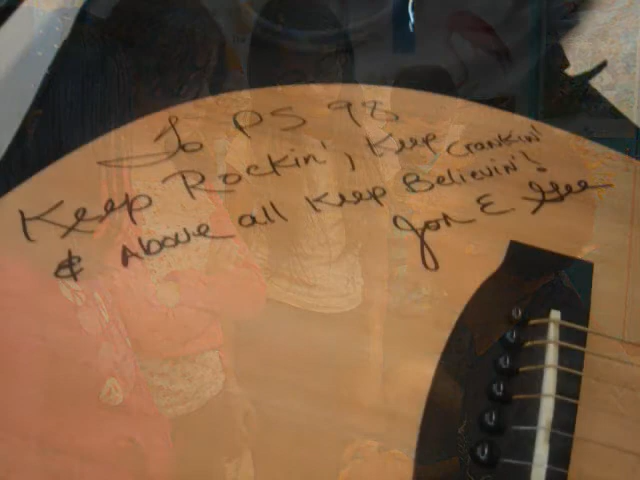 To PS 98
Keep Rockin', Keep Crankin'
& Above all Keep Believin'!
Jon E Gee